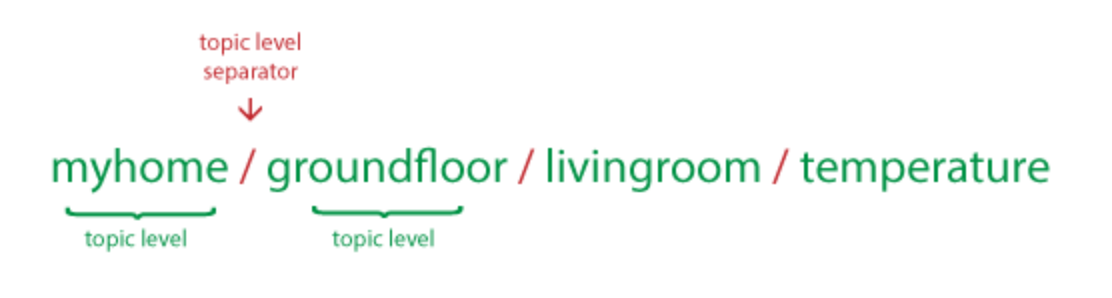 topic level
separator
myhome / groundfloor / livingroom / temperature
topic level topic level